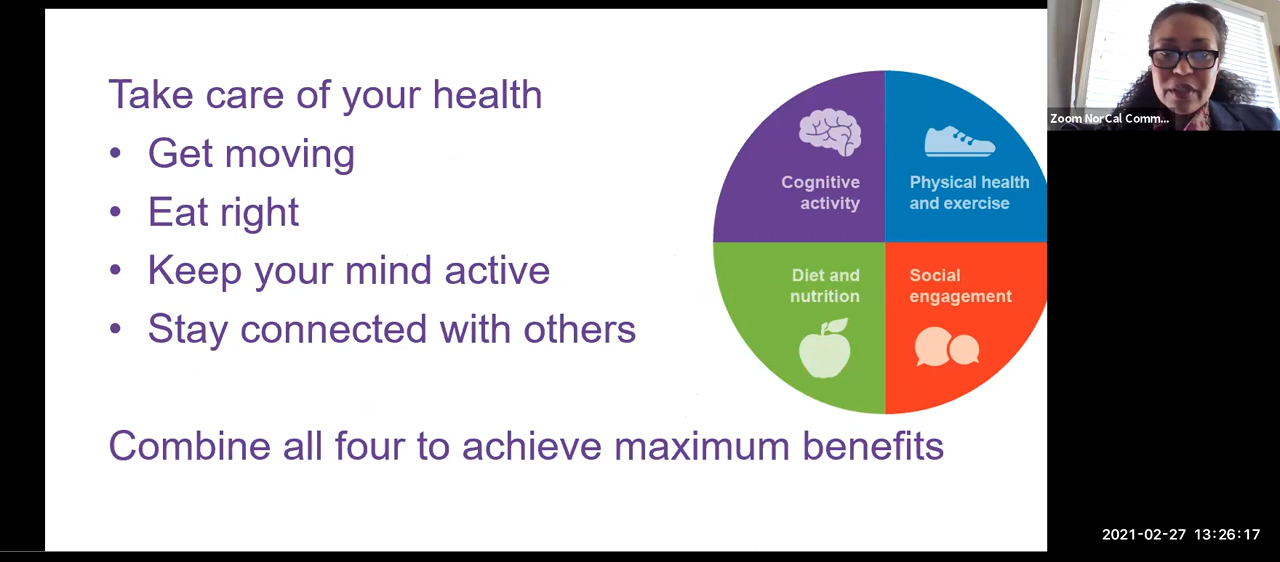 Take care of your health
• Get moving
• Eat right
• Keep your mind active
• Stay connected with others
Combine all four to achieve maximum benefits
Cognitive
activity
Physical health
and exercise
Diet and
nutrition
Social
engagement
Zoom NorCal Comm...
2021-02-27 13:26:17